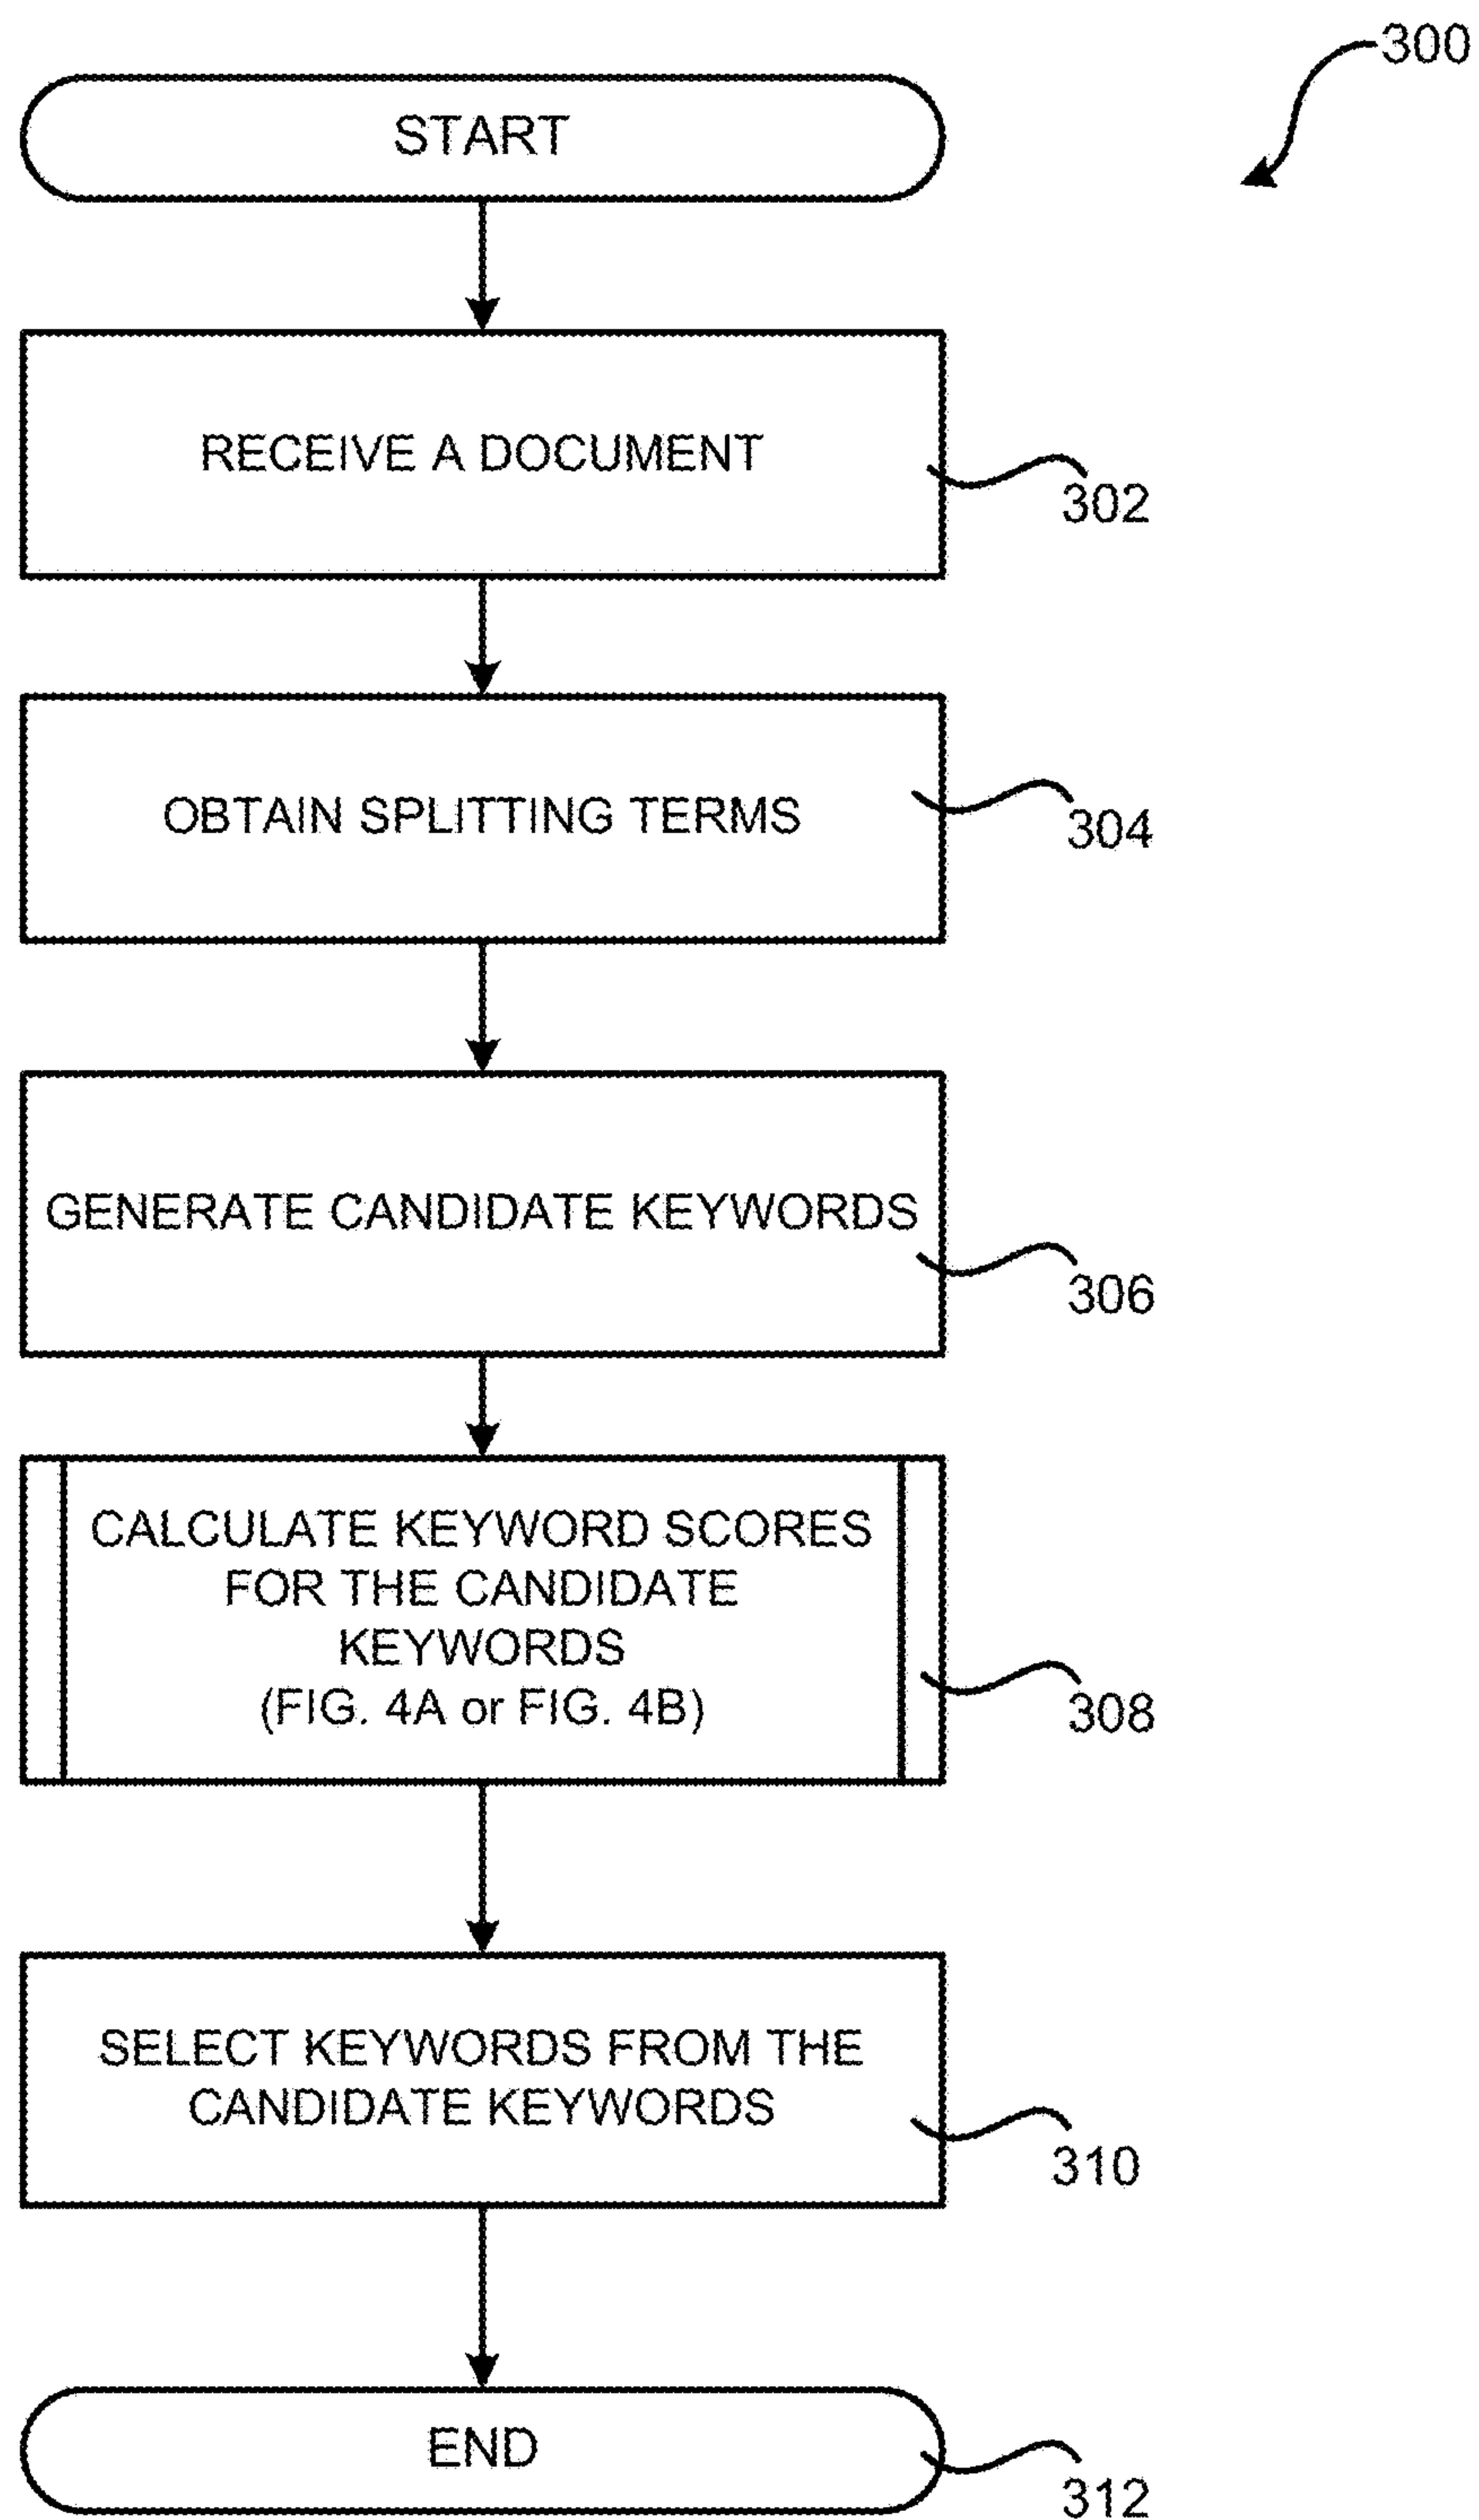 300
START
RECEIVE A DOCUMENT
302
OBTAIN SPLITTING TERMS
304
GENERATE CANDIDATE KEYWORDS
306
CALCULATE KEYWORD SCORES
FOR THE CANDIDATE
KEYWORDS
(FIG. 4A or FIG. 4B)
308
SELECT KEYWORDS FROM THE
CANDIDATE KEYWORDS
310
END
312